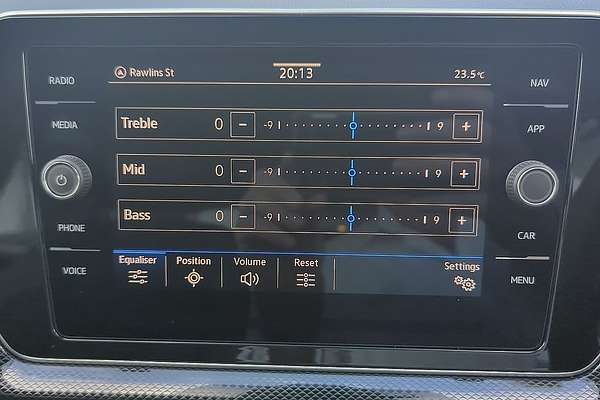 Rawlins St 20:13 23.5°C
RADIO
MEDIA
PHONE
VOICE
Treble 0 - -9 9 +
Mid 0 - -9 9 +
Bass 0 - -9 9 +
Equaliser Position Volume Reset Settings
NAV
APP
CAR
MENU